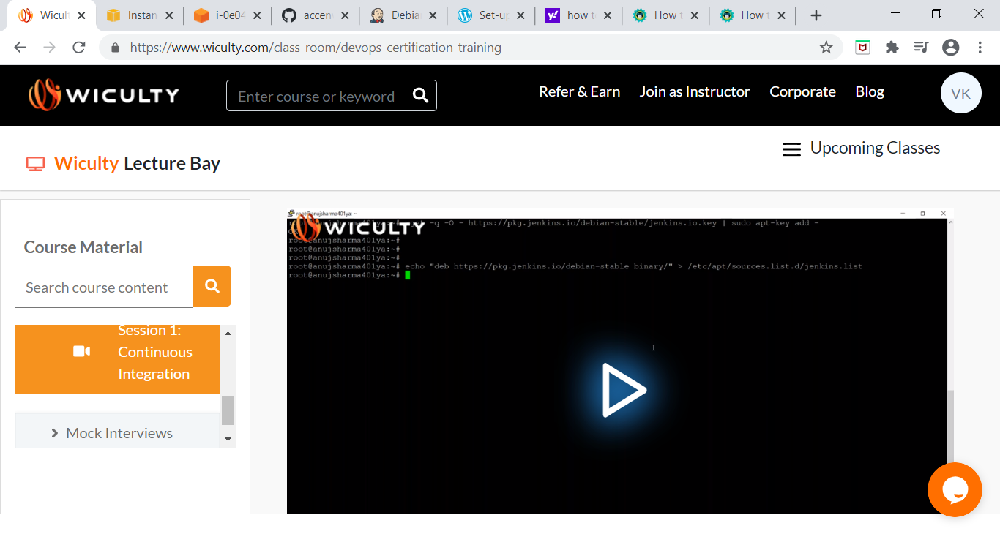 Wicult
Instan
i-0e04
accen
Debia
Set-up
how to
How t
How t
https://www.wiculty.com/class-room/devops-certification-training
WICULTY
Enter course or keyword
Refer & Earn
Join as Instructor
Corporate
Blog
VK
Wiculty Lecture Bay
Upcoming Classes
Course Material
Search course content
Session 1:
Continuous
Integration
Mock Interviews
root@anujsharma401ya: ~
-q -O - https://pkg.jenkins.io/debian-stable/jenkins.io.key | sudo apt-key add -
WICULTY
root@anujsharma401ya:~#
root@anujsharma401ya:~#
root@anujsharma401ya:~#
root@anujsharma401ya:~# echo "deb https://pkg.jenkins.io/debian-stable binary/" > /etc/apt/sources.list.d/jenkins.list
root@anujsharma401ya:~#